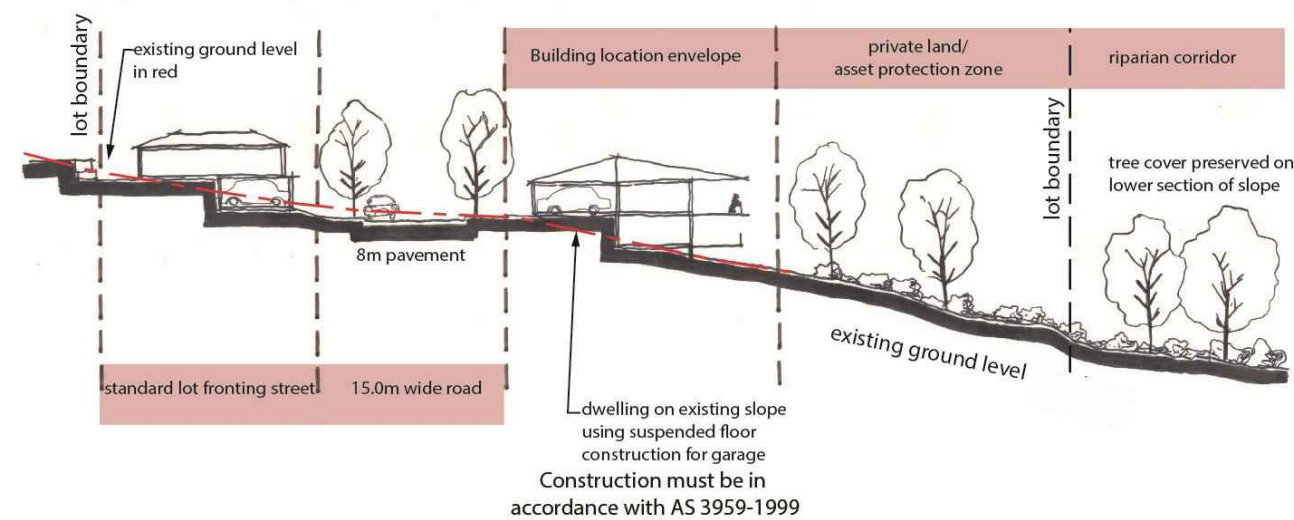 lot boundary
existing ground level
in red
Building location envelope
private land/
asset protection zone
riparian corridor
lot boundary
tree cover preserved on
lower section of slope
8m pavement
existing ground level
standard lot fronting street
15.0m wide road
dwelling on existing slope
using suspended floor
construction for garage
Construction must be in
accordance with AS 3959-1999